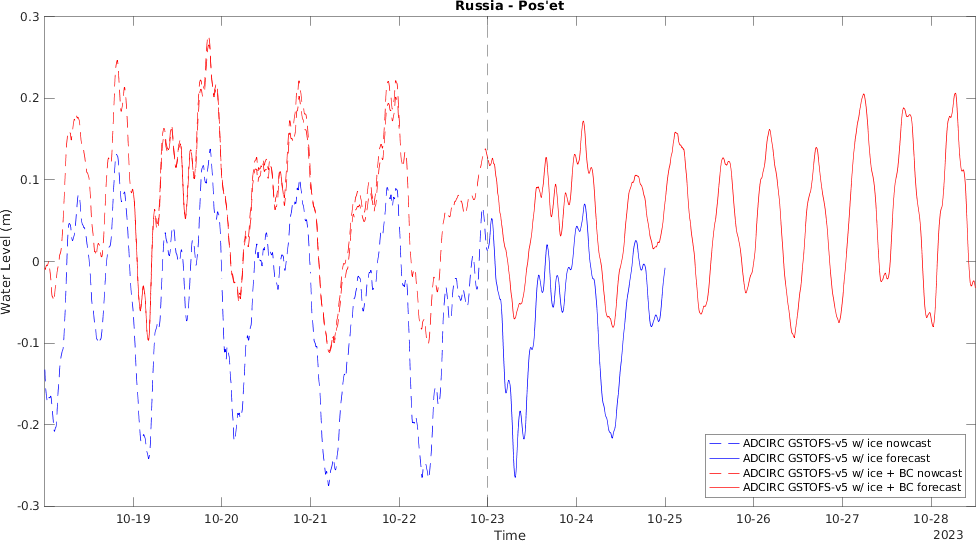 Russia - Pos'et
Water Level (m)
0.3
0.2
0.1
0
-0.1
-0.2
-0.3
ADCIRC GSTOFS-v5 w/ ice nowcast
ADCIRC GSTOFS-v5 w/ ice forecast
ADCIRC GSTOFS-v5 w/ ice + BC nowcast
ADCIRC GSTOFS-v5 w/ ice + BC forecast
10-19 10-20 10-21 10-22 10-23 10-24 10-25 10-26 10-27 10-28
Time
2023